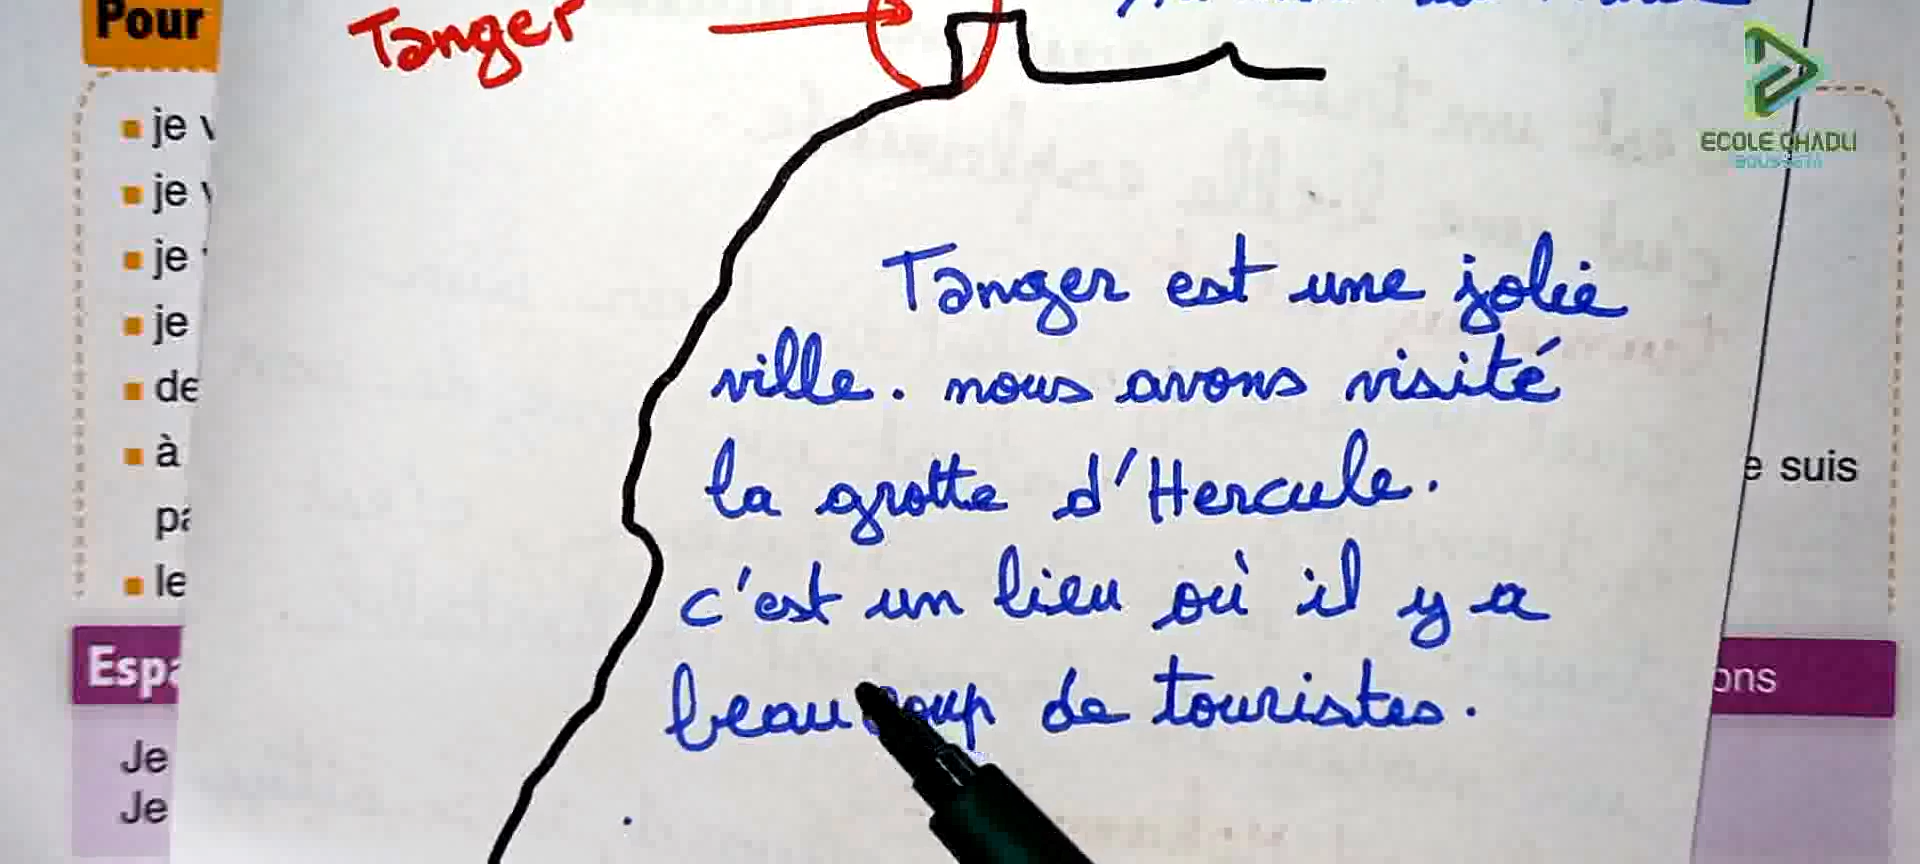 Pour
Tanger
ECOLE CHADLI
je
je
je
je
de
à
le
e suis
Tanger est une jolie
ville. nous avons visité
la grotte d'Hercule.
c'est un lieu où il y a
beaucoup de touristes.
Espa
ons
Je
Je